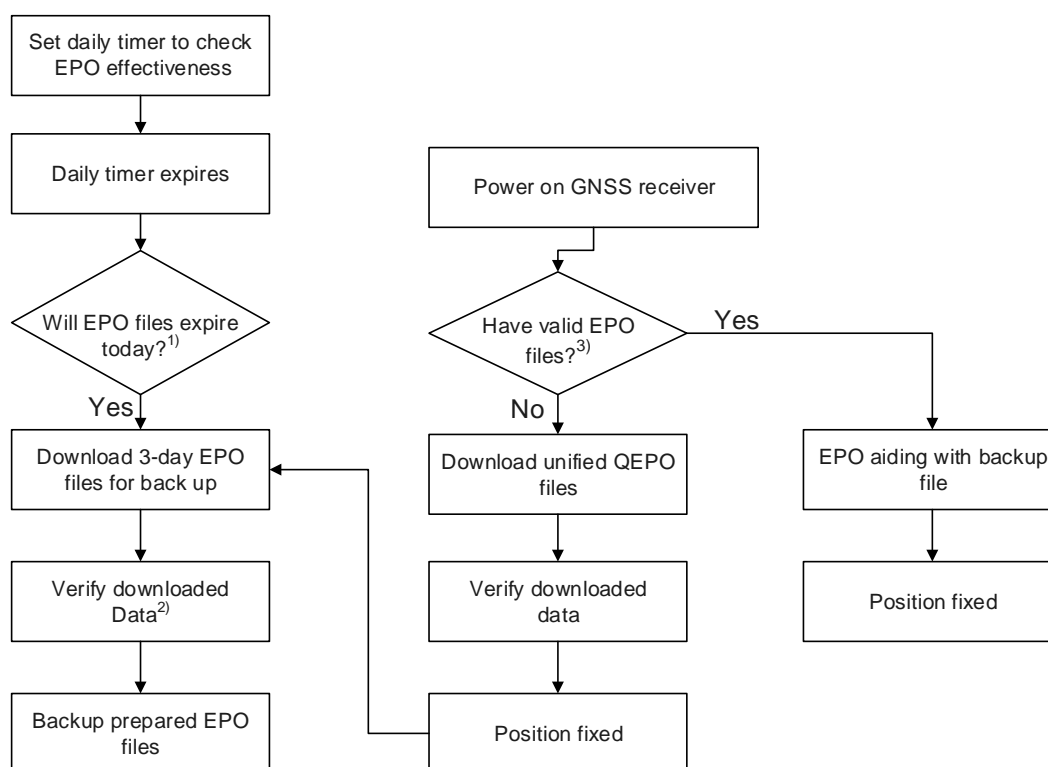 Set daily timer to check
EPO effectiveness
Daily timer expires
Will EPO files expire
today?1)
Yes
Download 3-day EPO
files for back up
Verify downloaded
Data2)
Backup prepared EPO
files
Power on GNSS receiver
Have valid EPO
files?3)
Yes
No
Download unified QEPO
files
Verify downloaded
data
Position fixed
EPO aiding with backup
file
Position fixed